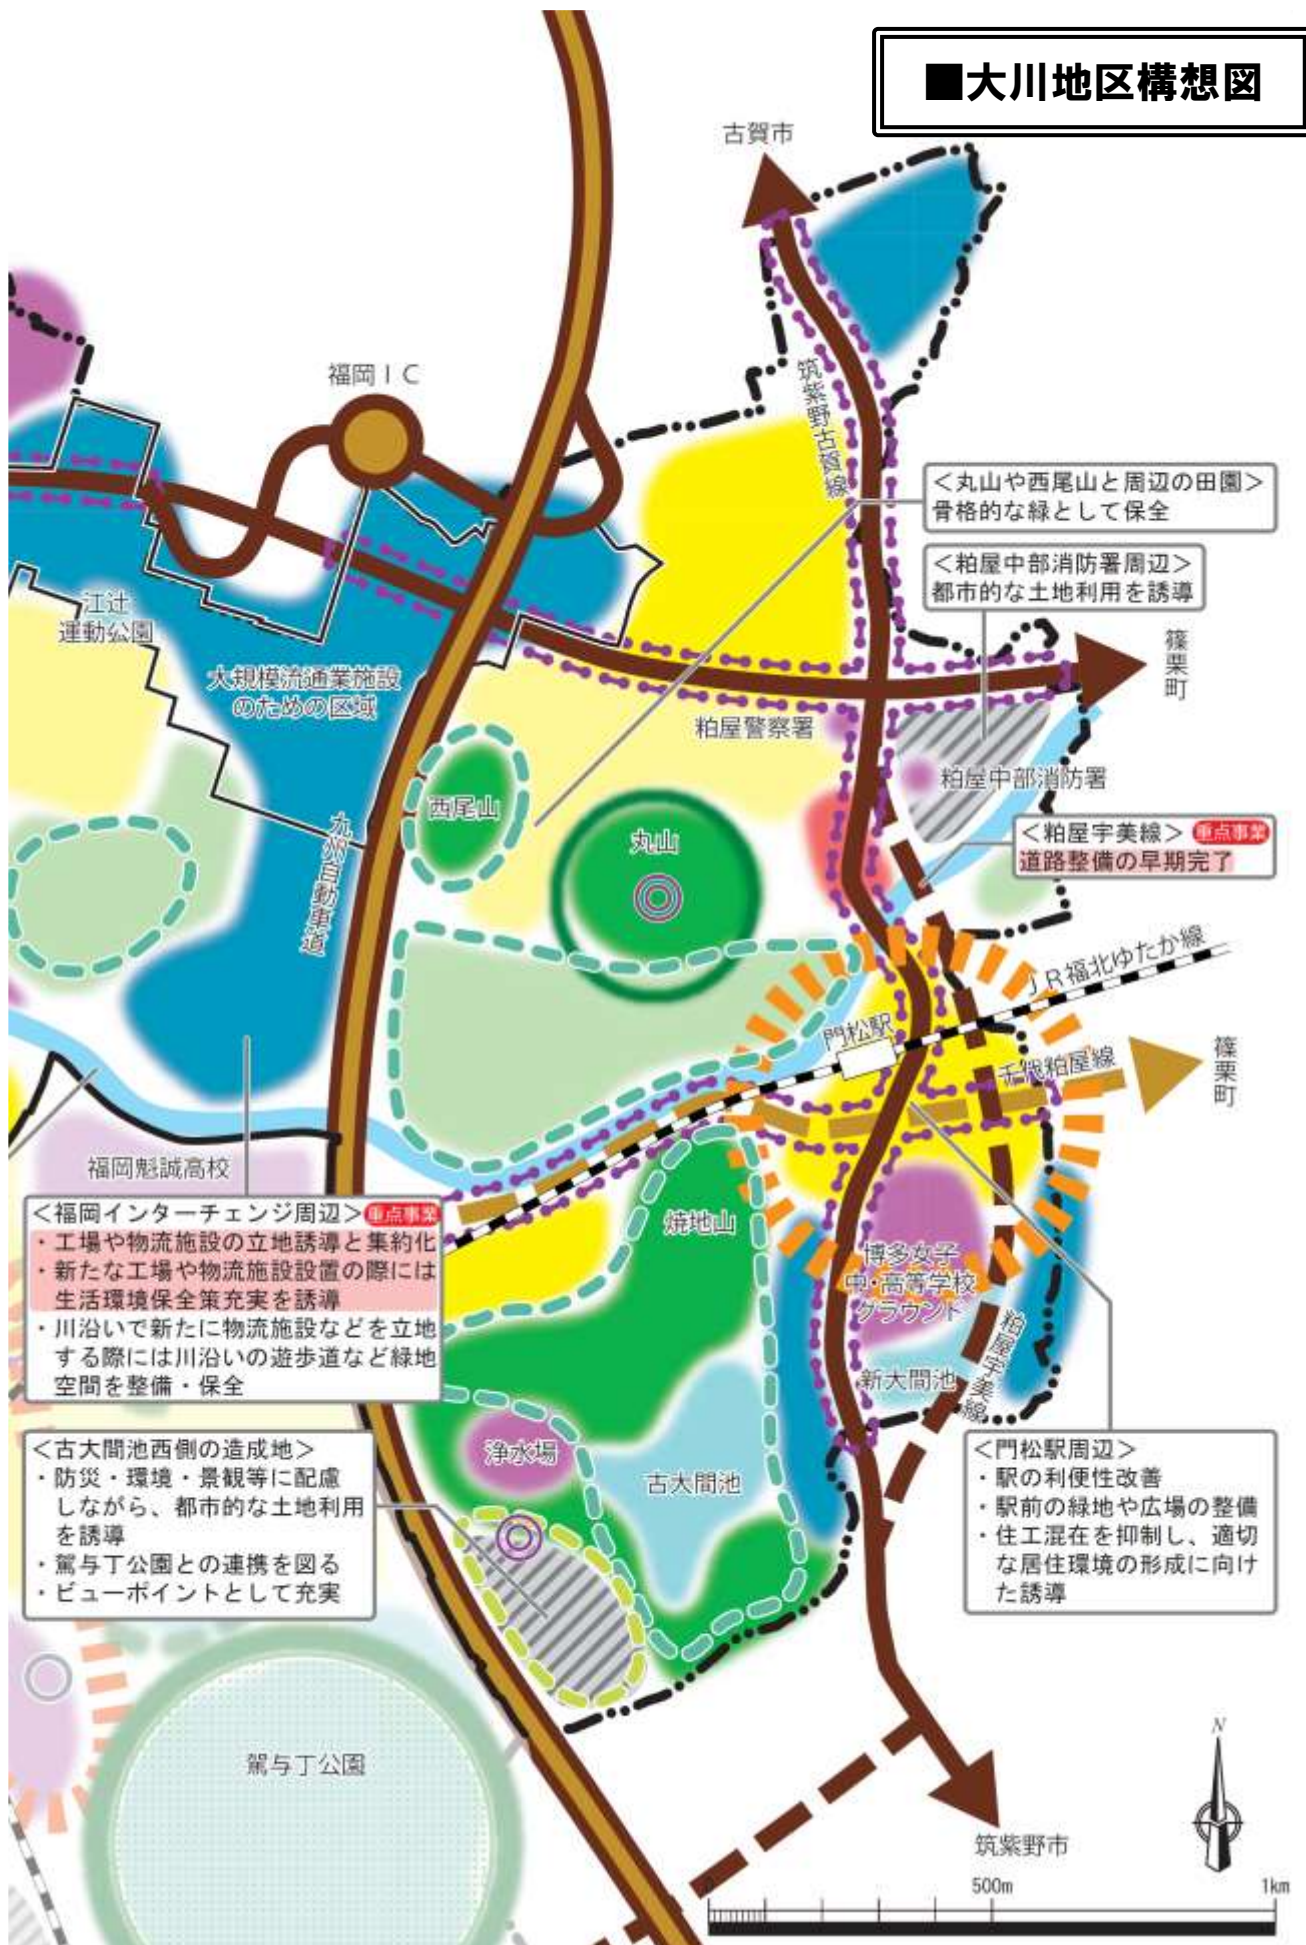 ■大川地区構想図
古賀市
福岡IC
筑紫野古賀線
<丸山や西尾山と周辺の田園>
骨格的な緑として保全
<粕屋中部消防署周辺>
都市的な土地利用を誘導
江辻
運動公園
大規模流通業施設
のための区域
篠栗町
粕屋警察署
粕屋中部消防署
西尾山
丸山
九州自動車道
<粕屋宇美線> 重点事業
道路整備の早期完了
JR福北ゆたか線
門松駅
千代粕屋線
篠栗町
福岡魁誠高校
<福岡インターチェンジ周辺> 重点事業
・工場や物流施設の立地誘導と集約化
・新たな工場や物流施設設置の際には
生活環境保全策充実を誘導
・川沿いで新たに物流施設などを立地
する際には川沿いの遊歩道など緑地
空間を整備・保全
焼地山
博多女子
中・高等学校
グラウンド
粕屋宇美線
新大間池
<古大間池西側の造成地>
・防災・環境・景観等に配慮
しながら、都市的な土地利用
を誘導
・駕与丁公園との連携を図る
・ビューポイントとして充実
浄水場
古大間池
<門松駅周辺>
・駅の利便性改善
・駅前の緑地や広場の整備
・住工混在を抑制し、適切
な居住環境の形成に向け
た誘導
駕与丁公園
筑紫野市
N
0
500m
1km